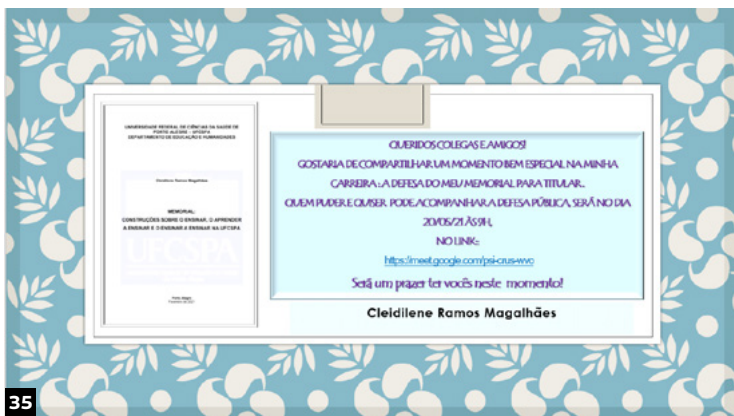 UNIVERSIDADE FEDERAL DE CIÊNCIAS DA SAÚDE DE
PORTO ALEGRE – UFCSPA
DEPARTAMENTO DE EDUCAÇÃO E HUMANIDADES
Cleidilene Ramos Magalhães
MEMORIAL:
CONSTRUÇÕES SOBRE O ENSINAR, O APRENDER
A ENSINAR E O ENSINAR A ENSINAR NA UFCSPA
UFCSPA
Porto Alegre,
Fevereiro de 2021
QUERIDOS COLEGAS E AMIGOS!
GOSTARIA DE COMPARTILHAR UM MOMENTO BEM ESPECIAL NA MINHA
CARREIRA : A DEFESA DO MEU MEMORIAL PARA TITULAR.
QUEM PUDER E QUISER PODE ACOMPANHAR A DEFESA PÚBLICA, SERÁ NO DIA
20/05/21 ÀS 9H,
NO LINK:
https://meet.google.com/psi-crus-wvc
Será um prazer ter vocês neste momento!
Cleidilene Ramos Magalhães
35